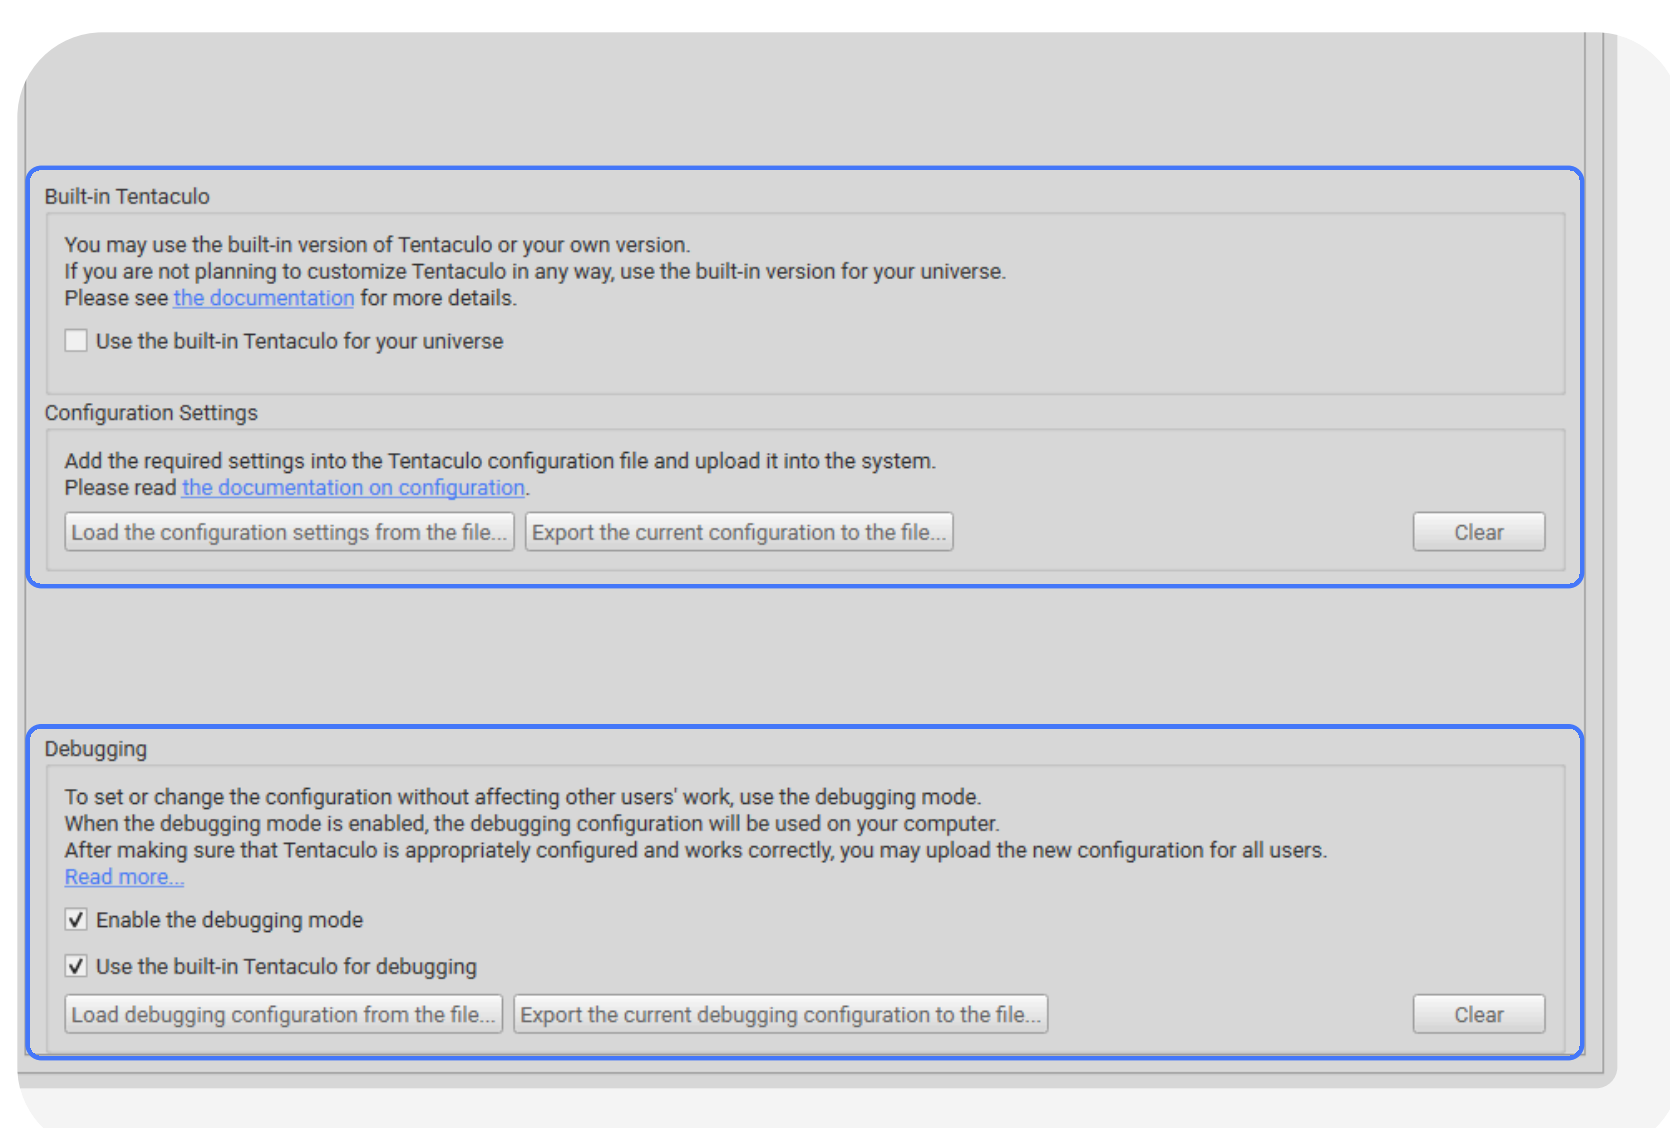 Built-in Tentaculo
You may use the built-in version of Tentaculo or your own version.
If you are not planning to customize Tentaculo in any way, use the built-in version for your universe.
Please see the documentation for more details.
Use the built-in Tentaculo for your universe
Configuration Settings
Add the required settings into the Tentaculo configuration file and upload it into the system.
Please read the documentation on configuration.
Load the configuration settings from the file... Export the current configuration to the file... Clear
Debugging
To set or change the configuration without affecting other users' work, use the debugging mode.
When the debugging mode is enabled, the debugging configuration will be used on your computer.
After making sure that Tentaculo is appropriately configured and works correctly, you may upload the new configuration for all users.
Read more...
Enable the debugging mode
Use the built-in Tentaculo for debugging
Load debugging configuration from the file... Export the current debugging configuration to the file... Clear